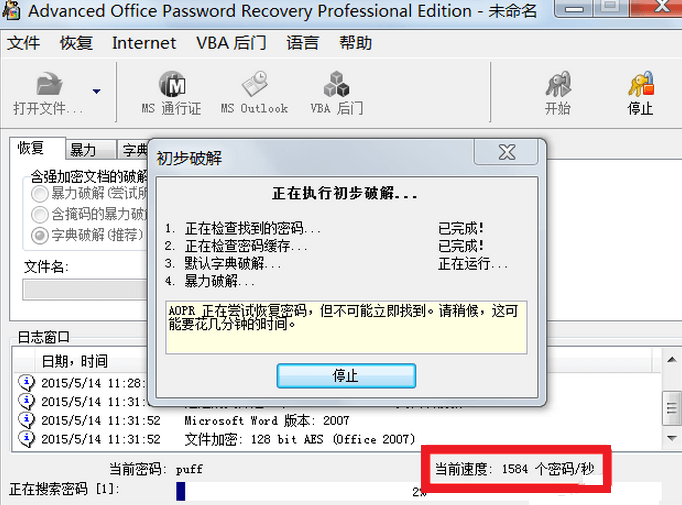 Advanced Office Password Recovery Professional Edition - 未命名
文件 恢复 Internet VBA 后门 语言 帮助
打开文件... MS 通行证 MS Outlook VBA 后门 开始 停止
恢复 暴力 字典
初步破解
含强加密文档的破解
暴力破解(尝试所
含掩码的暴力破
字典破解(推荐)
文件名:
正在执行初步破解...
1. 正在检查找到的密码... 已完成!
2. 正在检查密码缓存... 已完成!
3. 默认字典破解... 正在运行...
4. 暴力破解...
AOPR 正在尝试恢复密码，但不可能立即找到。请稍候，这可
能要花几分钟的时间。
停止
日志窗口
日期，时间
2015/5/14 11:28:
2015/5/14 11:31:
2015/5/14 11:31:52 Microsoft Word 版本: 2007
2015/5/14 11:31:52 文件加密: 128 bit AES (Office 2007)
当前密码: puff 当前速度: 1584 个密码/秒
正在搜索密码 [1]: 2%